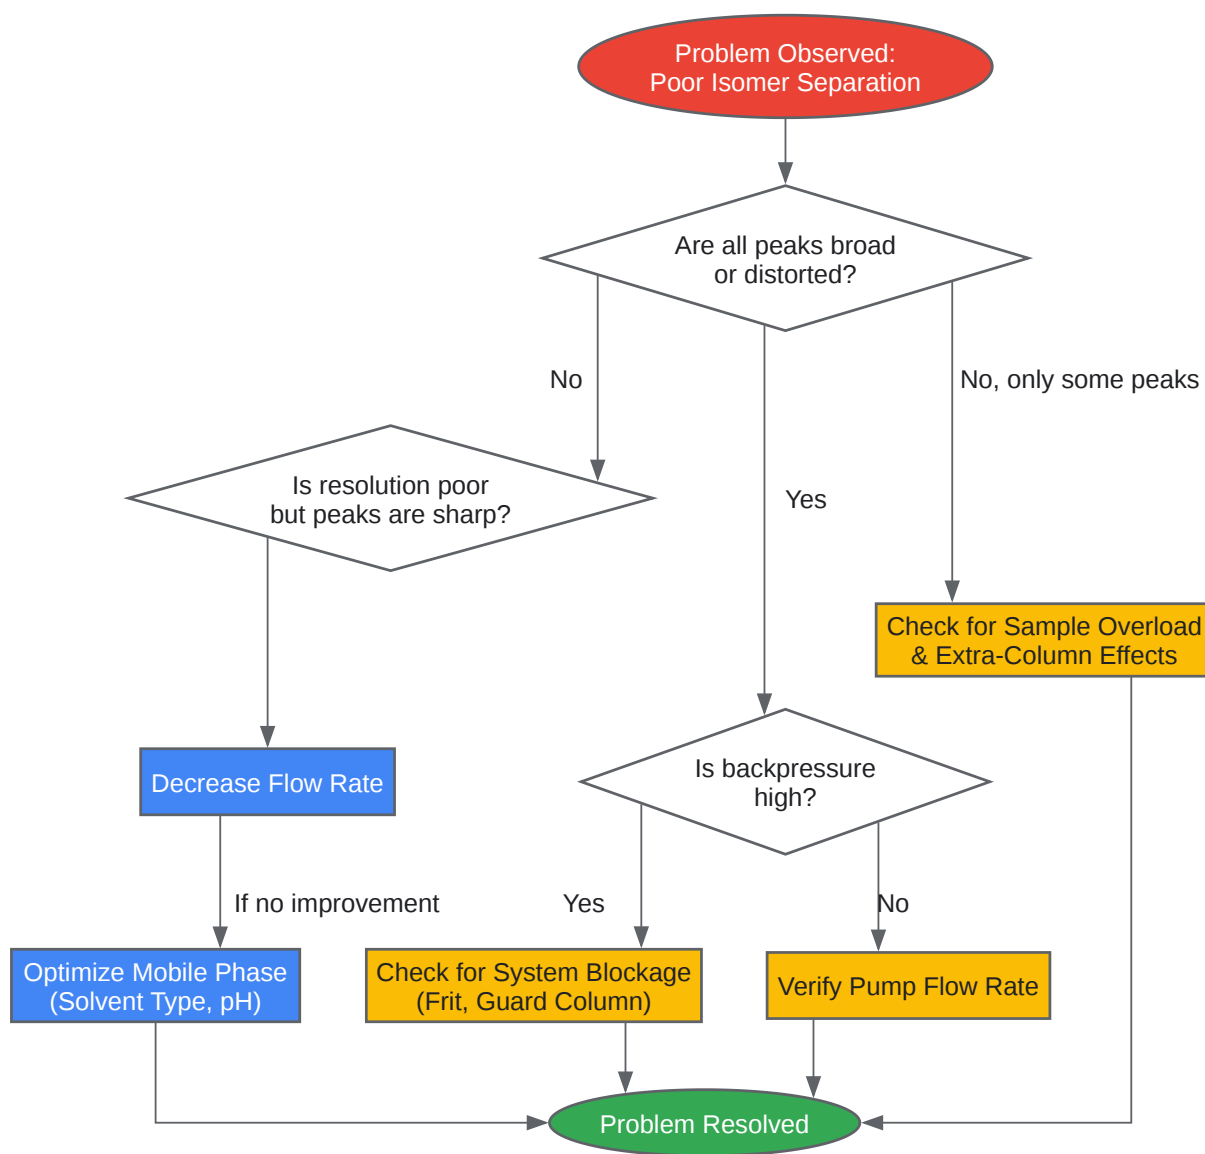 Problem Observed:
Poor Isomer Separation
Are all peaks broad
or distorted?
No
No, only some peaks
Is resolution poor
but peaks are sharp?
Yes
Check for Sample Overload
& Extra-Column Effects
Decrease Flow Rate
Is backpressure
high?
If no improvement
Yes
No
Optimize Mobile Phase
(Solvent Type, pH)
Check for System Blockage
(Frit, Guard Column)
Verify Pump Flow Rate
Problem Resolved